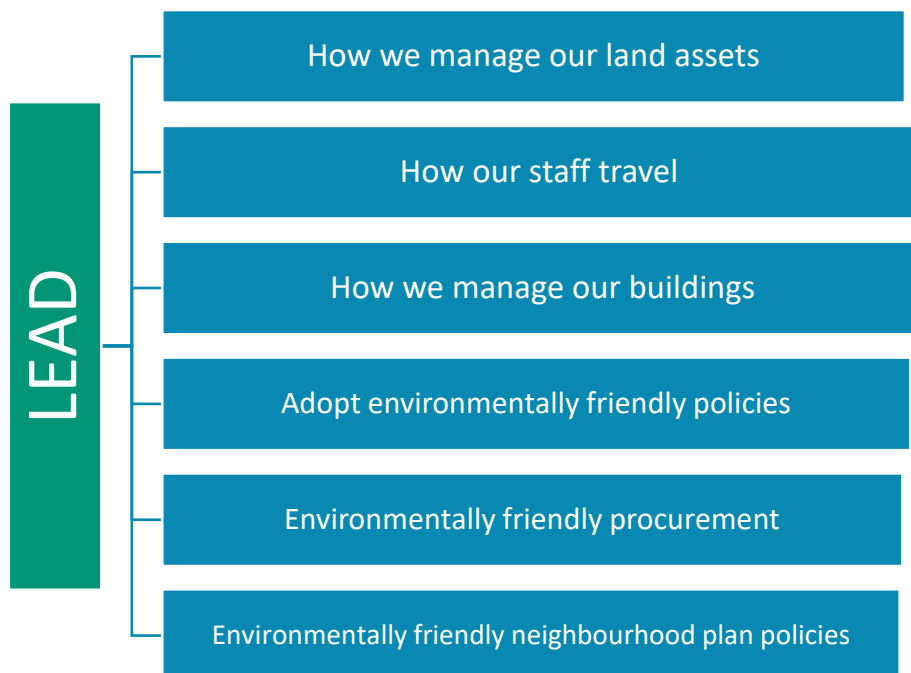 LEAD
How we manage our land assets
How our staff travel
How we manage our buildings
Adopt environmentally friendly policies
Environmentally friendly procurement
Environmentally friendly neighbourhood plan policies